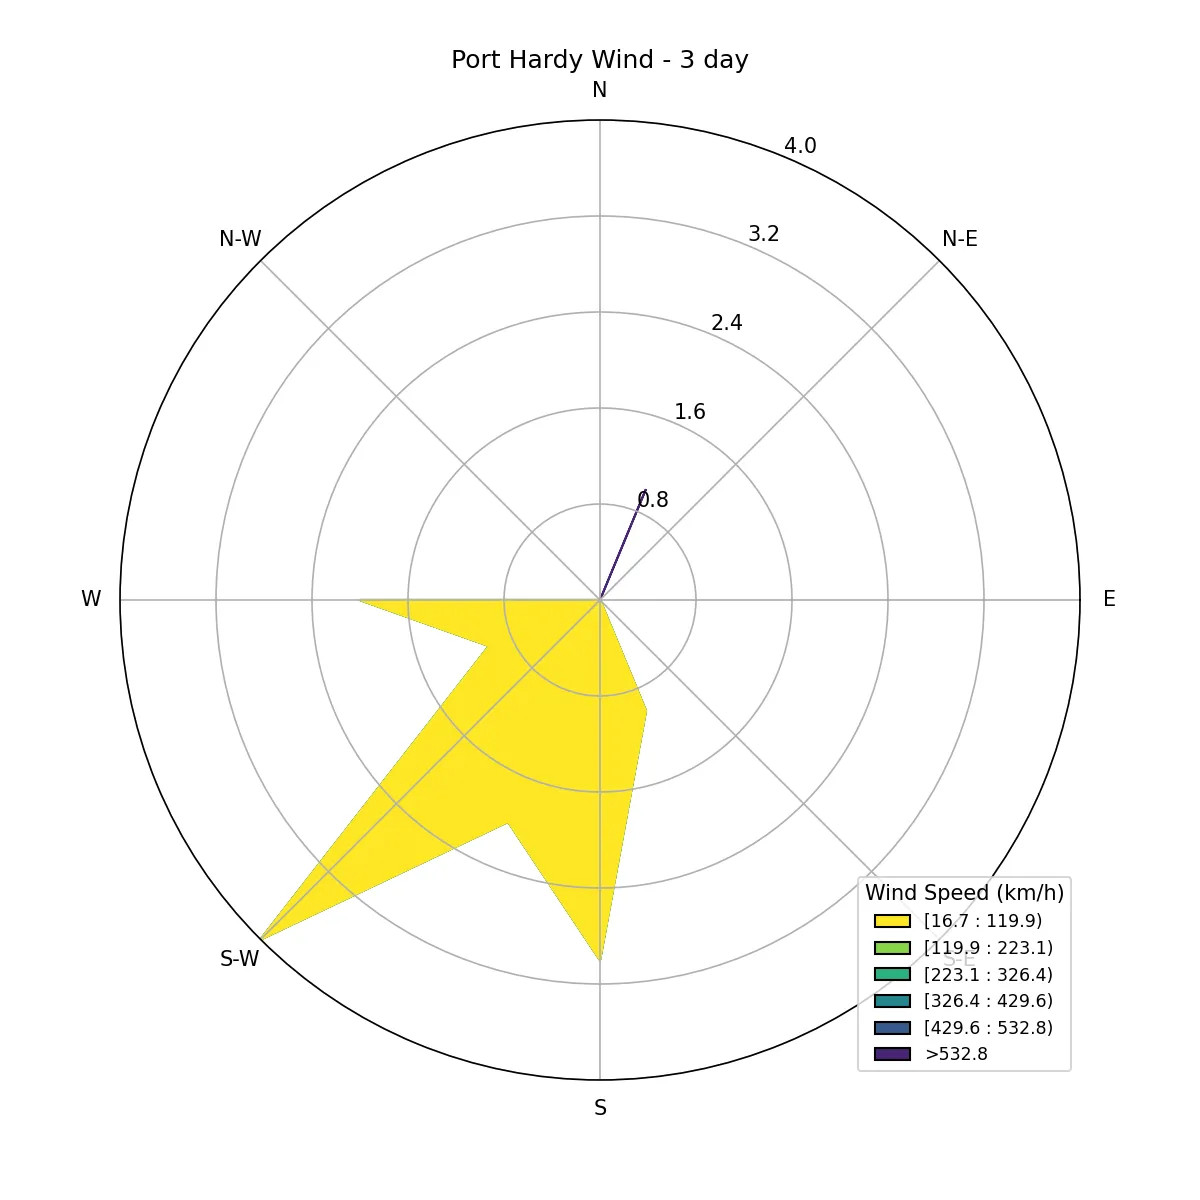 Port Hardy Wind - 3 day
N
4.0
N-W
N-E
3.2
2.4
1.6
0.8
W
E
S-W
S-E
S
Wind Speed (km/h)
[16.7 : 119.9)
[119.9 : 223.1)
[223.1 : 326.4)
[326.4 : 429.6)
[429.6 : 532.8)
>532.8